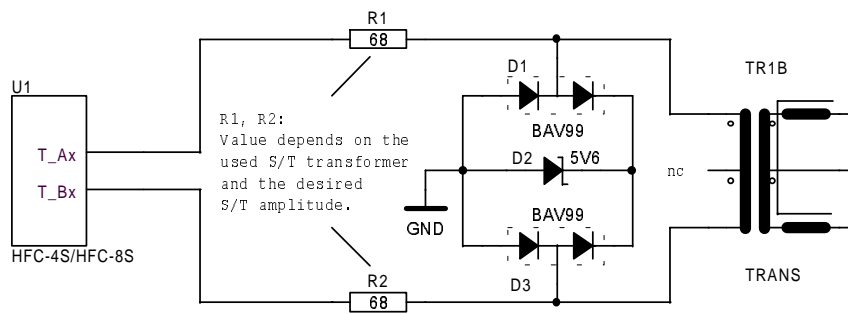 R1
68
U1
D1
TR1B
R1, R2:
Value depends on the
used S/T transformer
and the desired
S/T amplitude.
BAV99
T_Ax
D2
5V6
nc
T_Bx
GND
BAV99
HFC-4S/HFC-8S
R2
D3
TRANS
68